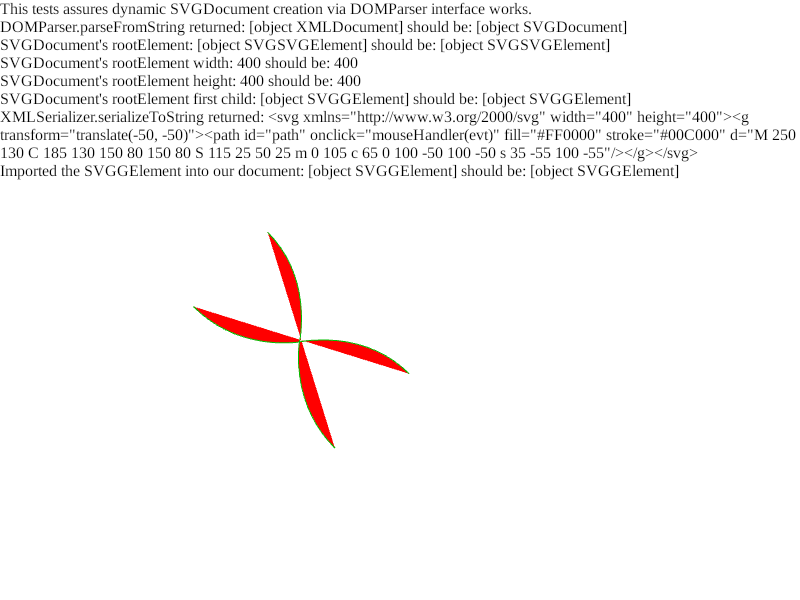 This tests assures dynamic SVGDocument creation via DOMParser interface works.
DOMParser.parseFromString returned: [object XMLDocument] should be: [object SVGDocument]
SVGDocument's rootElement: [object SVGSVGElement] should be: [object SVGSVGElement]
SVGDocument's rootElement width: 400 should be: 400
SVGDocument's rootElement height: 400 should be: 400
SVGDocument's rootElement first child: [object SVGGElement] should be: [object SVGGElement]
XMLSerializer.serializeToString returned: <svg xmlns="http://www.w3.org/2000/svg" width="400" height="400"><g
transform="translate(-50, -50)"><path id="path" onclick="mouseHandler(evt)" fill="#FF0000" stroke="#00C000" d="M 250
130 C 185 130 150 80 150 80 S 115 25 50 25 m 0 105 c 65 0 100 -50 100 -50 s 35 -55 100 -55"/></g></svg>
Imported the SVGGElement into our document: [object SVGGElement] should be: [object SVGGElement]